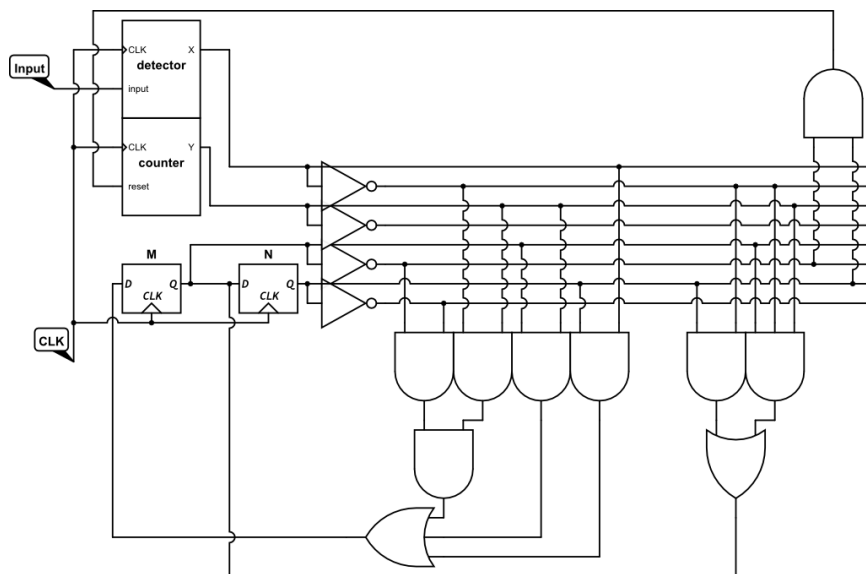 CLK
X
detector
Input
input
CLK
Y
counter
reset
M
N
D
Q
CLK
D
Q
CLK
CLK